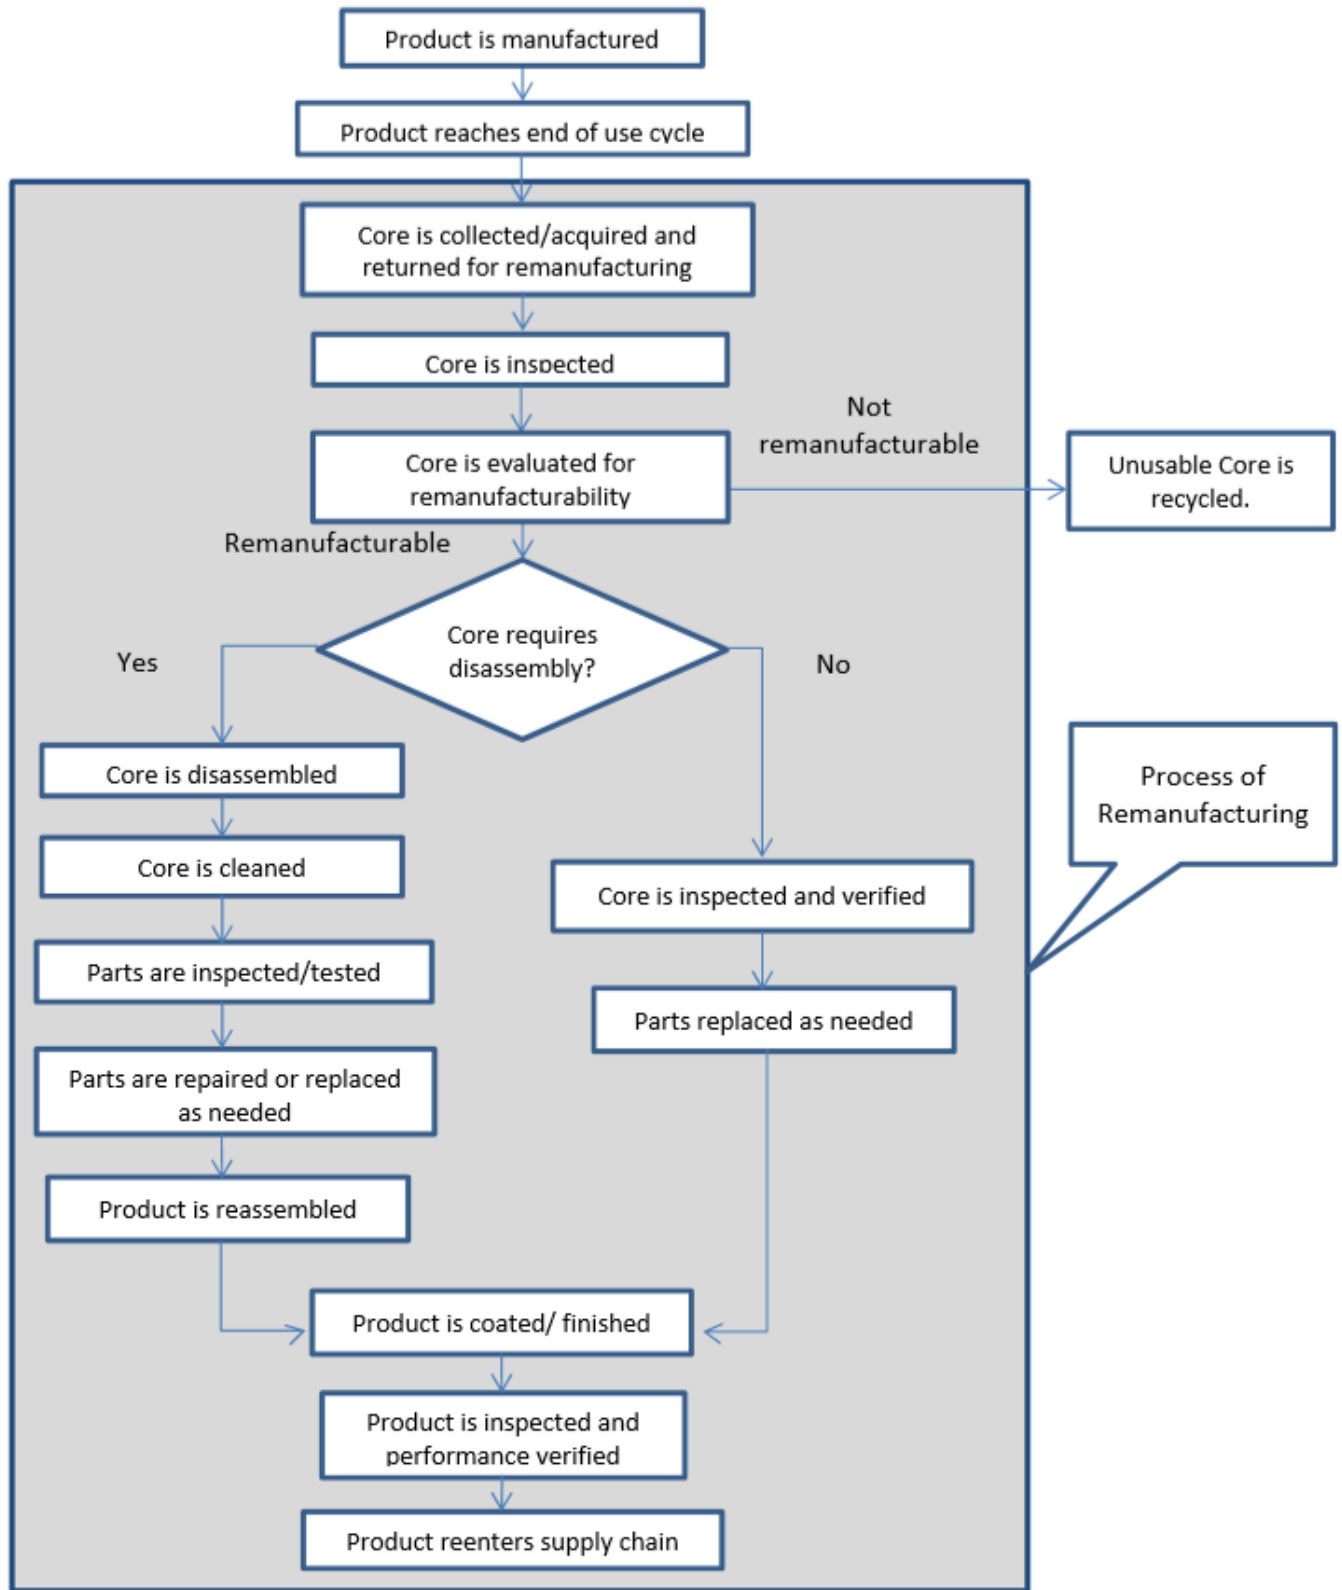 Product is manufactured
Product reaches end of use cycle
Core is collected/acquired and
returned for remanufacturing
Core is inspected
Not
remanufacturable
Core is evaluated for
remanufacturability
Unusable Core is
recycled.
Remanufacturable
Core requires
disassembly?
Yes
No
Core is disassembled
Process of
Remanufacturing
Core is cleaned
Core is inspected and verified
Parts are inspected/tested
Parts replaced as needed
Parts are repaired or replaced
as needed
Product is reassembled
Product is coated/ finished
Product is inspected and
performance verified
Product reenters supply chain